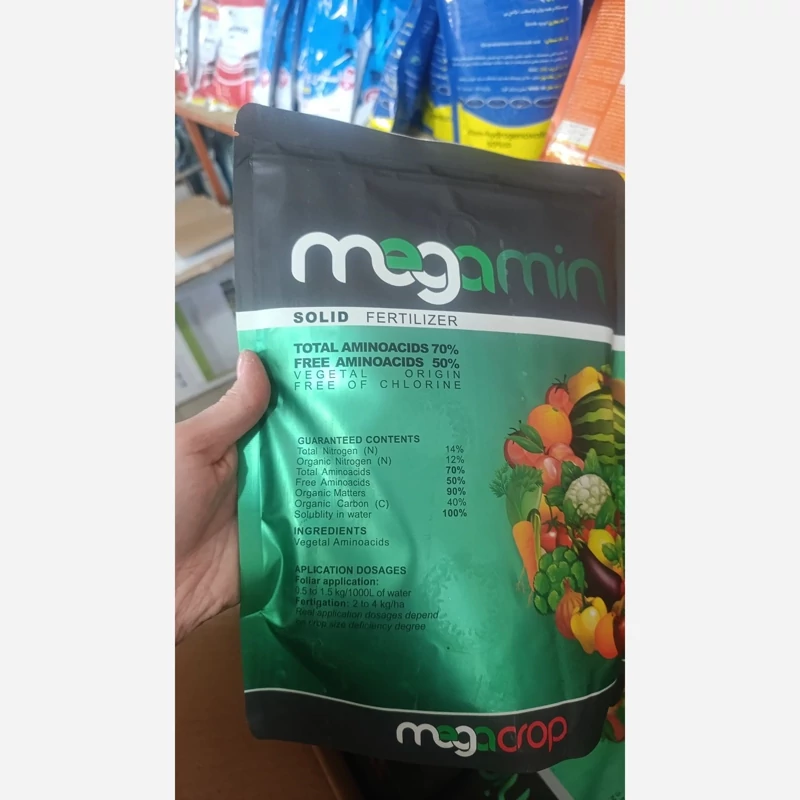 megamin
SOLID FERTILIZER
TOTAL AMINOACIDS 70%
FREE AMINOACIDS 50%
VEGETAL ORIGIN
FREE OF CHLORINE
GUARANTEED CONTENTS
Total Nitrogen (N) 14%
Organic Nitrogen (N) 12%
Total Aminoacids 70%
Free Aminoacids 50%
Organic Matters 90%
Organic Carbon (C) 40%
Solublity in water 100%
INGREDIENTS
Vegetal Aminoacids
APLICATION DOSAGES
Foliar application:
0.5 to 1.5 kg/1000L of water
Fertigation: 2 to 4 kg/ha
Real application dosages depend
on crop size deficiency degree
megacrop